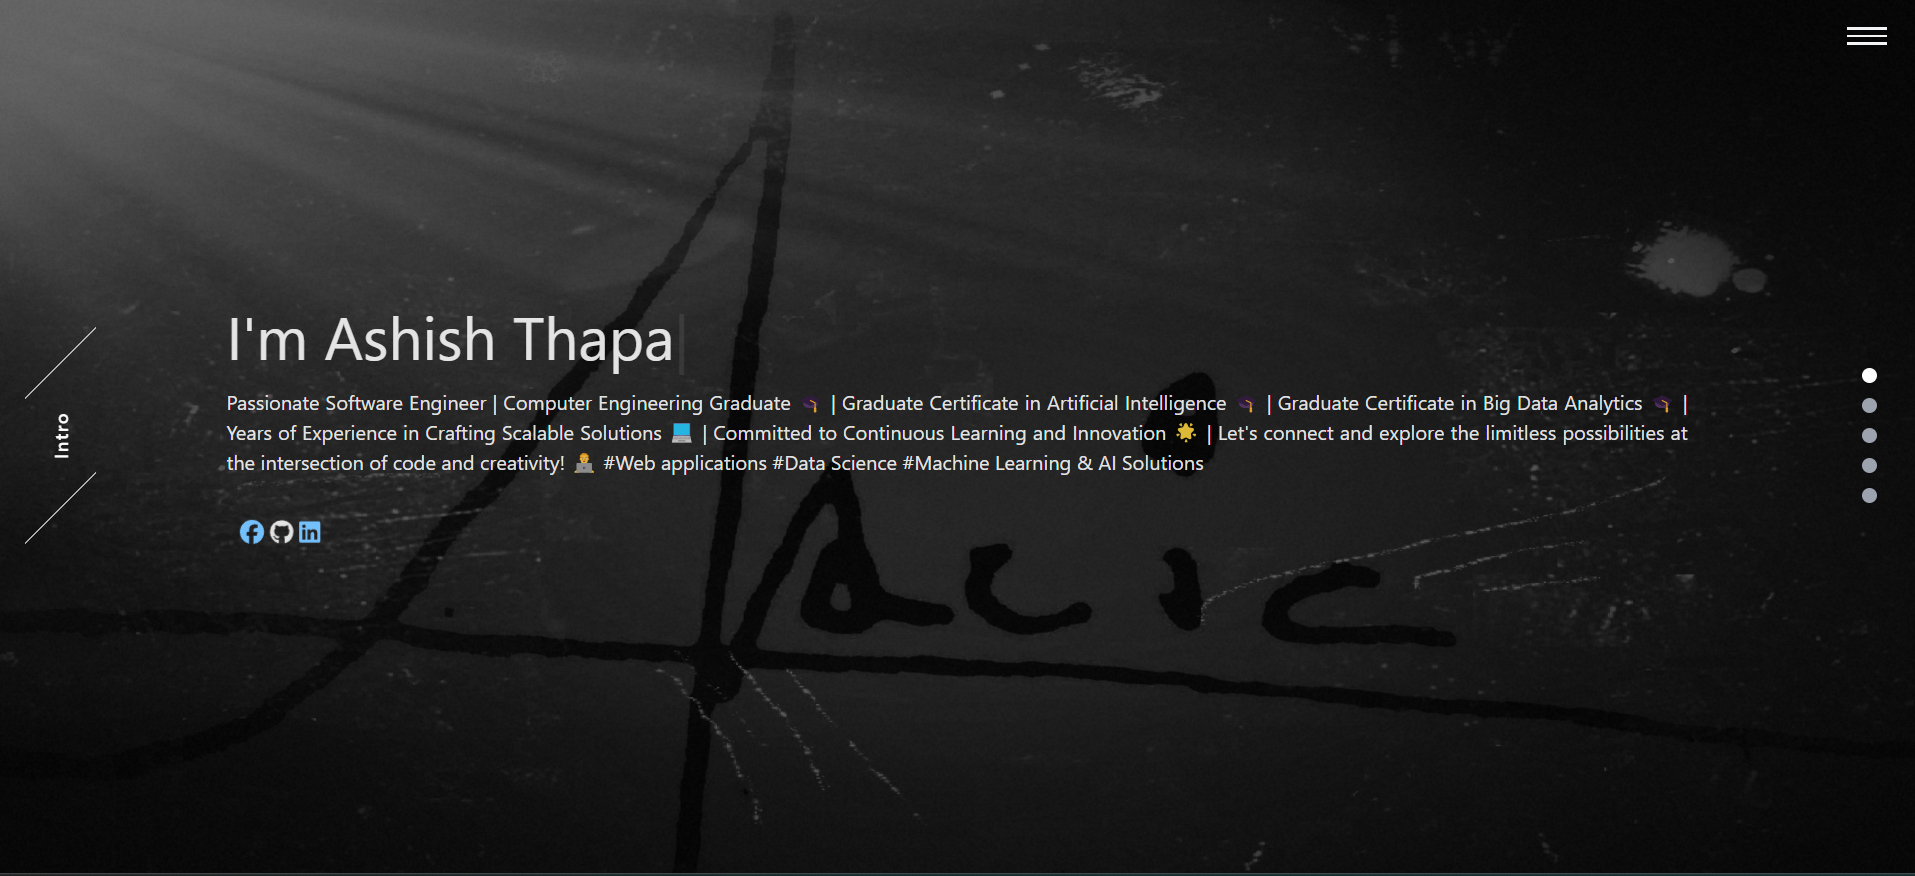 I'm Ashish Thapa
Passionate Software Engineer | Computer Engineering Graduate 🎓 | Graduate Certificate in Artificial Intelligence 🎓 | Graduate Certificate in Big Data Analytics 🎓 |
Years of Experience in Crafting Scalable Solutions 💻 | Committed to Continuous Learning and Innovation 🌟 | Let's connect and explore the limitless possibilities at
the intersection of code and creativity! 👨‍💻 #Web applications #Data Science #Machine Learning & AI Solutions
Intro